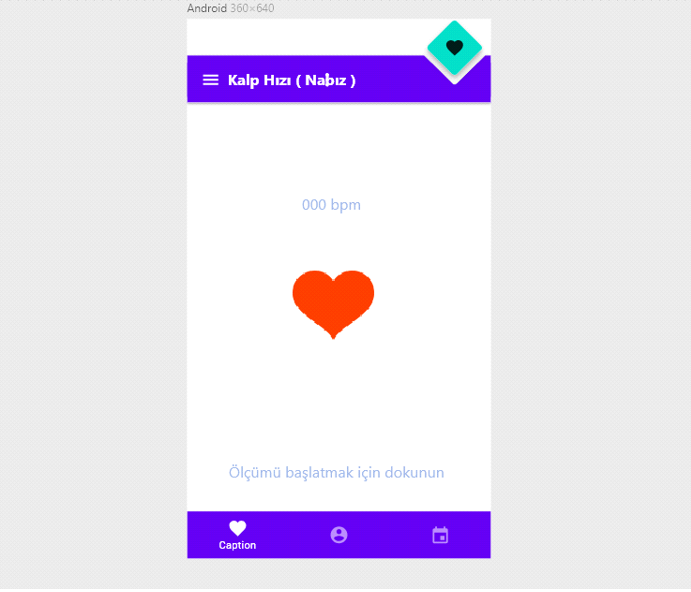 Android 360×640
Kalp Hızı ( Nabız )
000 bpm
Ölçümü başlatmak için dokunun
Caption